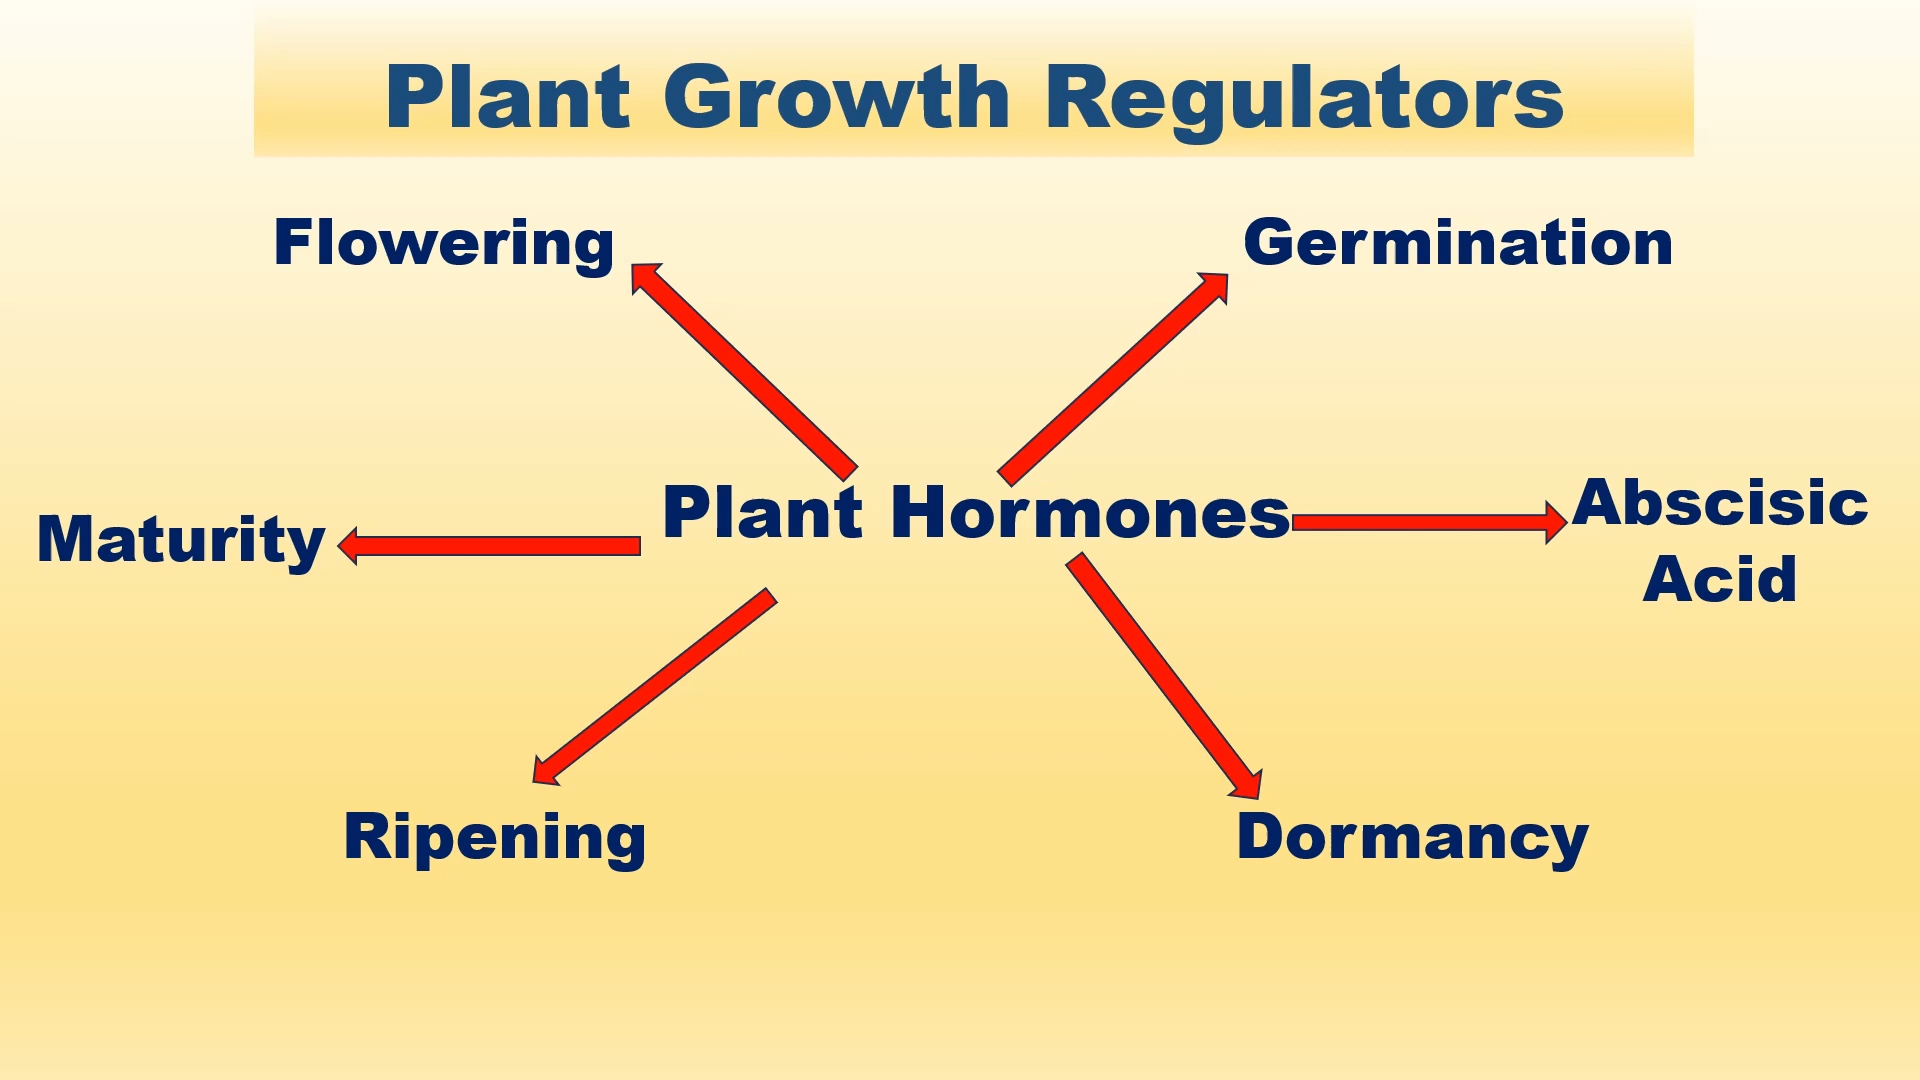 Plant Growth Regulators
Flowering
Germination
Plant Hormones
Maturity
Abscisic
Acid
Ripening
Dormancy